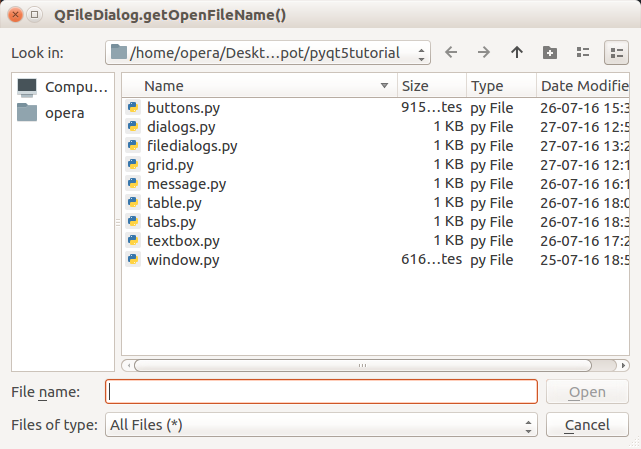 QFileDialog.getOpenFileName()
Look in: /home/opera/Deskt...pot/pyqt5tutorial
Compu...
opera
Name Size Type Date Modifie
buttons.py 915...tes py File 26-07-16 15:3
dialogs.py 1 KB py File 27-07-16 12:5
filedialogs.py 1 KB py File 27-07-16 13:2
grid.py 1 KB py File 27-07-16 12:1
message.py 1 KB py File 26-07-16 16:1
table.py 1 KB py File 26-07-16 18:0
tabs.py 1 KB py File 26-07-16 18:3
textbox.py 1 KB py File 26-07-16 17:2
window.py 616...tes py File 25-07-16 18:5
File name: Open
Files of type: All Files (*) Cancel